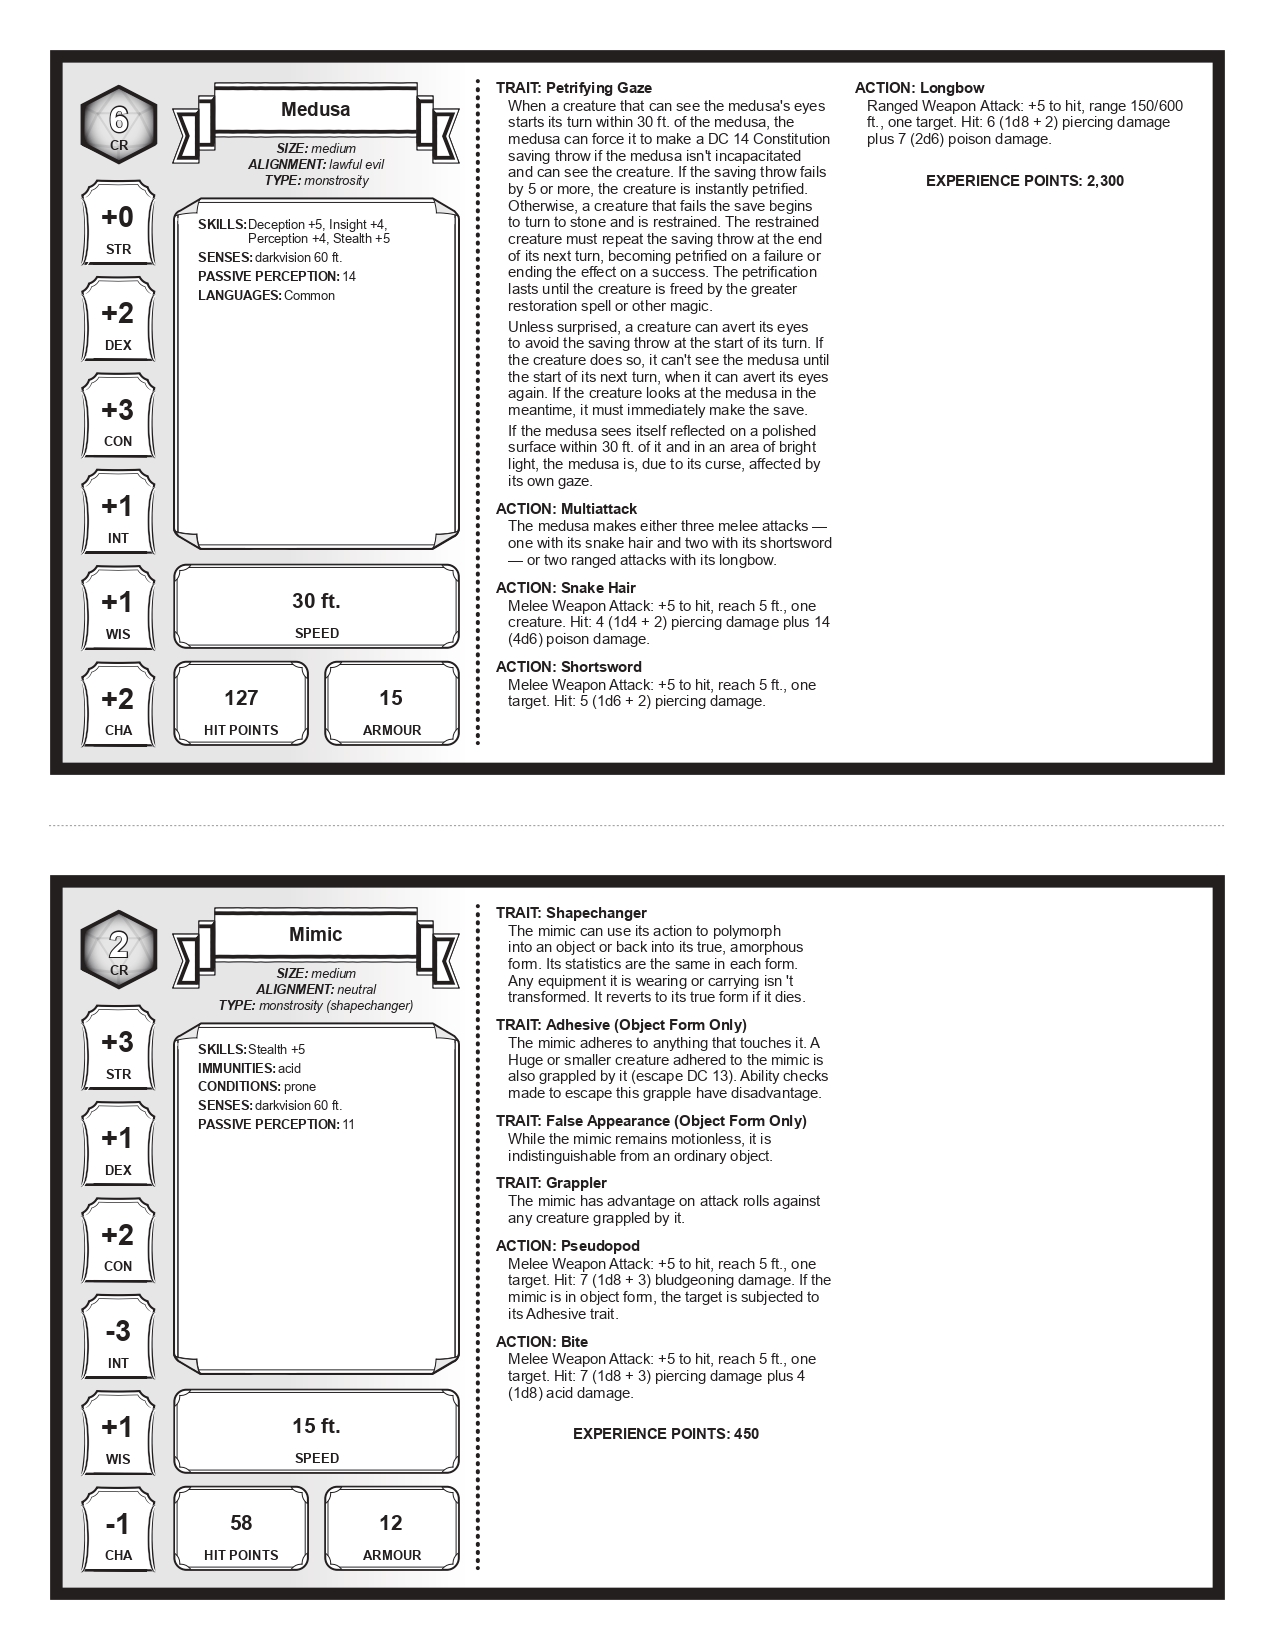 6
CR
Medusa
SIZE: medium
ALIGNMENT: lawful evil
TYPE: monstrosity
+0
STR
+2
DEX
+3
CON
+1
INT
+1
WIS
+2
CHA
SKILLS: Deception +5, Insight +4,
Perception +4, Stealth +5
SENSES: darkvision 60 ft.
PASSIVE PERCEPTION: 14
LANGUAGES: Common
30 ft.
SPEED
127
HIT POINTS
15
ARMOUR
TRAIT: Petrifying Gaze
When a creature that can see the medusa's eyes
starts its turn within 30 ft. of the medusa, the
medusa can force it to make a DC 14 Constitution
saving throw if the medusa isn't incapacitated
and can see the creature. If the saving throw fails
by 5 or more, the creature is instantly petrified.
Otherwise, a creature that fails the save begins
to turn to stone and is restrained. The restrained
creature must repeat the saving throw at the end
of its next turn, becoming petrified on a failure or
ending the effect on a success. The petrification
lasts until the creature is freed by the greater
restoration spell or other magic.
Unless surprised, a creature can avert its eyes
to avoid the saving throw at the start of its turn. If
the creature does so, it can't see the medusa until
the start of its next turn, when it can avert its eyes
again. If the creature looks at the medusa in the
meantime, it must immediately make the save.
If the medusa sees itself reflected on a polished
surface within 30 ft. of it and in an area of bright
light, the medusa is, due to its curse, affected by
its own gaze.
ACTION: Multiattack
The medusa makes either three melee attacks —
one with its snake hair and two with its shortsword
— or two ranged attacks with its longbow.
ACTION: Snake Hair
Melee Weapon Attack: +5 to hit, reach 5 ft., one
creature. Hit: 4 (1d4 + 2) piercing damage plus 14
(4d6) poison damage.
ACTION: Shortsword
Melee Weapon Attack: +5 to hit, reach 5 ft., one
target. Hit: 5 (1d6 + 2) piercing damage.
ACTION: Longbow
Ranged Weapon Attack: +5 to hit, range 150/600
ft., one target. Hit: 6 (1d8 + 2) piercing damage
plus 7 (2d6) poison damage.
EXPERIENCE POINTS: 2,300
2
CR
Mimic
SIZE: medium
ALIGNMENT: neutral
TYPE: monstrosity (shapechanger)
+3
STR
+1
DEX
+2
CON
-3
INT
+1
WIS
-1
CHA
SKILLS: Stealth +5
IMMUNITIES: acid
CONDITIONS: prone
SENSES: darkvision 60 ft.
PASSIVE PERCEPTION: 11
15 ft.
SPEED
58
HIT POINTS
12
ARMOUR
TRAIT: Shapechanger
The mimic can use its action to polymorph
into an object or back into its true, amorphous
form. Its statistics are the same in each form.
Any equipment it is wearing or carrying isn 't
transformed. It reverts to its true form if it dies.
TRAIT: Adhesive (Object Form Only)
The mimic adheres to anything that touches it. A
Huge or smaller creature adhered to the mimic is
also grappled by it (escape DC 13). Ability checks
made to escape this grapple have disadvantage.
TRAIT: False Appearance (Object Form Only)
While the mimic remains motionless, it is
indistinguishable from an ordinary object.
TRAIT: Grappler
The mimic has advantage on attack rolls against
any creature grappled by it.
ACTION: Pseudopod
Melee Weapon Attack: +5 to hit, reach 5 ft., one
target. Hit: 7 (1d8 + 3) bludgeoning damage. If the
mimic is in object form, the target is subjected to
its Adhesive trait.
ACTION: Bite
Melee Weapon Attack: +5 to hit, reach 5 ft., one
target. Hit: 7 (1d8 + 3) piercing damage plus 4
(1d8) acid damage.
EXPERIENCE POINTS: 450